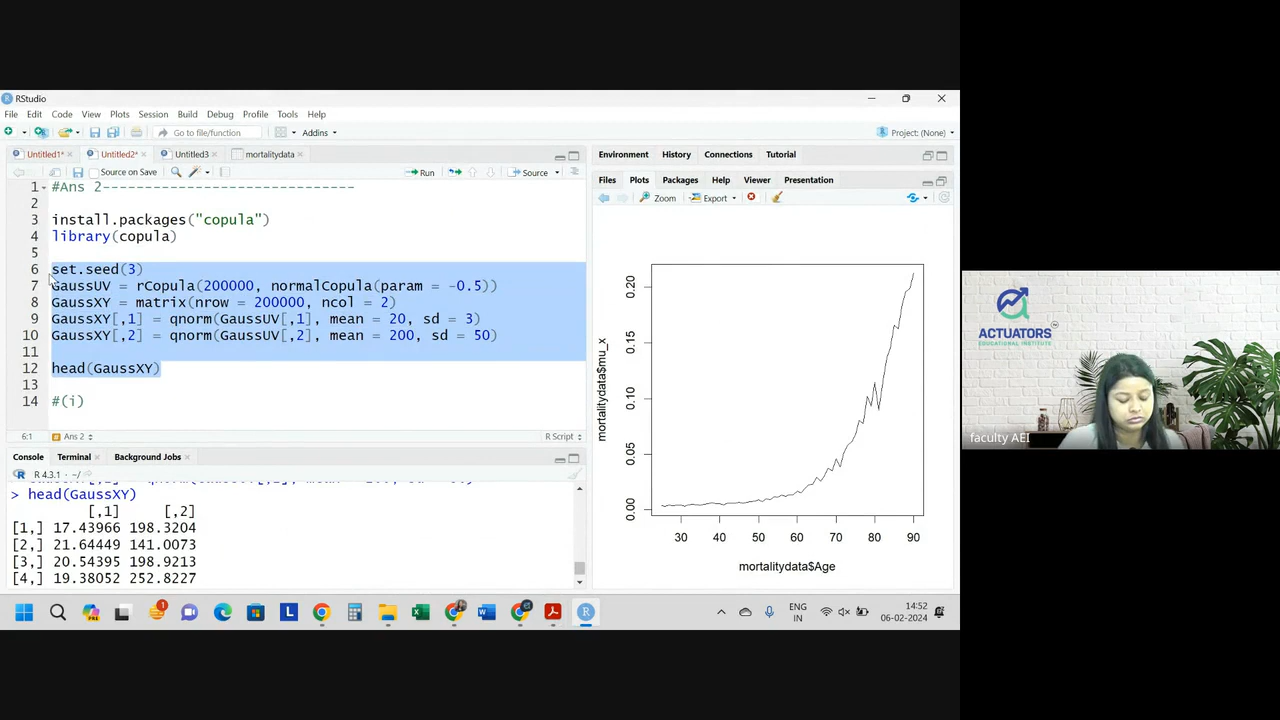 RStudio
File Edit Code View Plots Session Build Debug Profile Tools Help
Go to file/function Addins Project: (None)
Untitled1* Untitled2* Untitled3 mortalitydata
Source on Save Run Source
1 #Ans 2------------------------------
2
3 install.packages("copula")
4 library(copula)
5
6 set.seed(3)
7 GaussUV = rCopula(200000, normalCopula(param = -0.5))
8 GaussXY = matrix(nrow = 200000, ncol = 2)
9 GaussXY[,1] = qnorm(GaussUV[,1], mean = 20, sd = 3)
10 GaussXY[,2] = qnorm(GaussUV[,2], mean = 200, sd = 50)
11
12 head(GaussXY)
13
14 #(i)
6:1 Ans 2 R Script
Console Terminal Background Jobs
R 4.3.1 · ~/
> head(GaussXY)
[,1] [,2]
[1,] 17.43966 198.3204
[2,] 21.64449 141.0073
[3,] 20.54395 198.9213
[4,] 19.38052 252.8227
Environment History Connections Tutorial
Files Plots Packages Help Viewer Presentation
Zoom Export
mortalitydata$mu_x
0.20
0.15
0.10
0.05
0.00
30 40 50 60 70 80 90
mortalitydata$Age
ACTUATORS
EDUCATIONAL INSTITUTE
faculty AEI
ENG
IN
14:52
06-02-2024